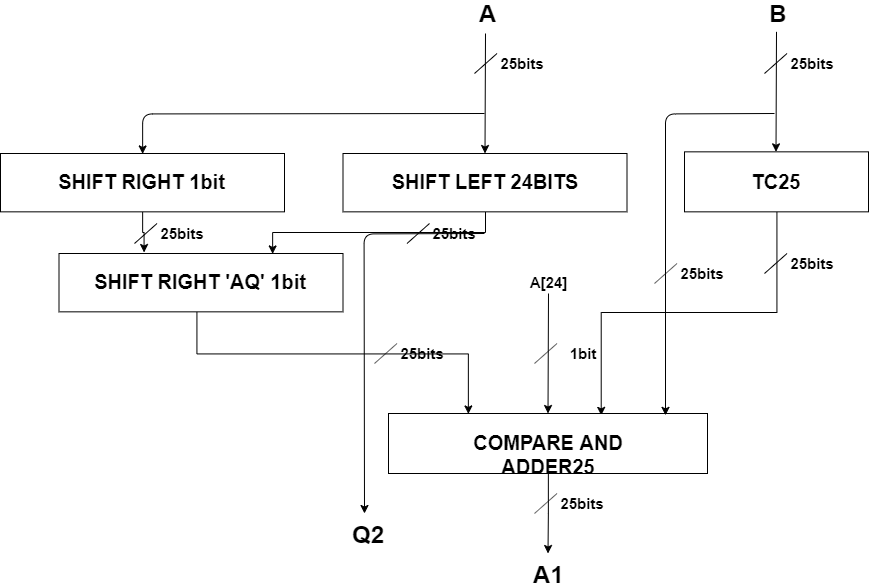 A
B
25bits
25bits
SHIFT RIGHT 1bit
SHIFT LEFT 24BITS
TC25
25bits
25bits
25bits
25bits
SHIFT RIGHT 'AQ' 1bit
A[24]
25bits
1bit
COMPARE AND
ADDER25
25bits
Q2
A1